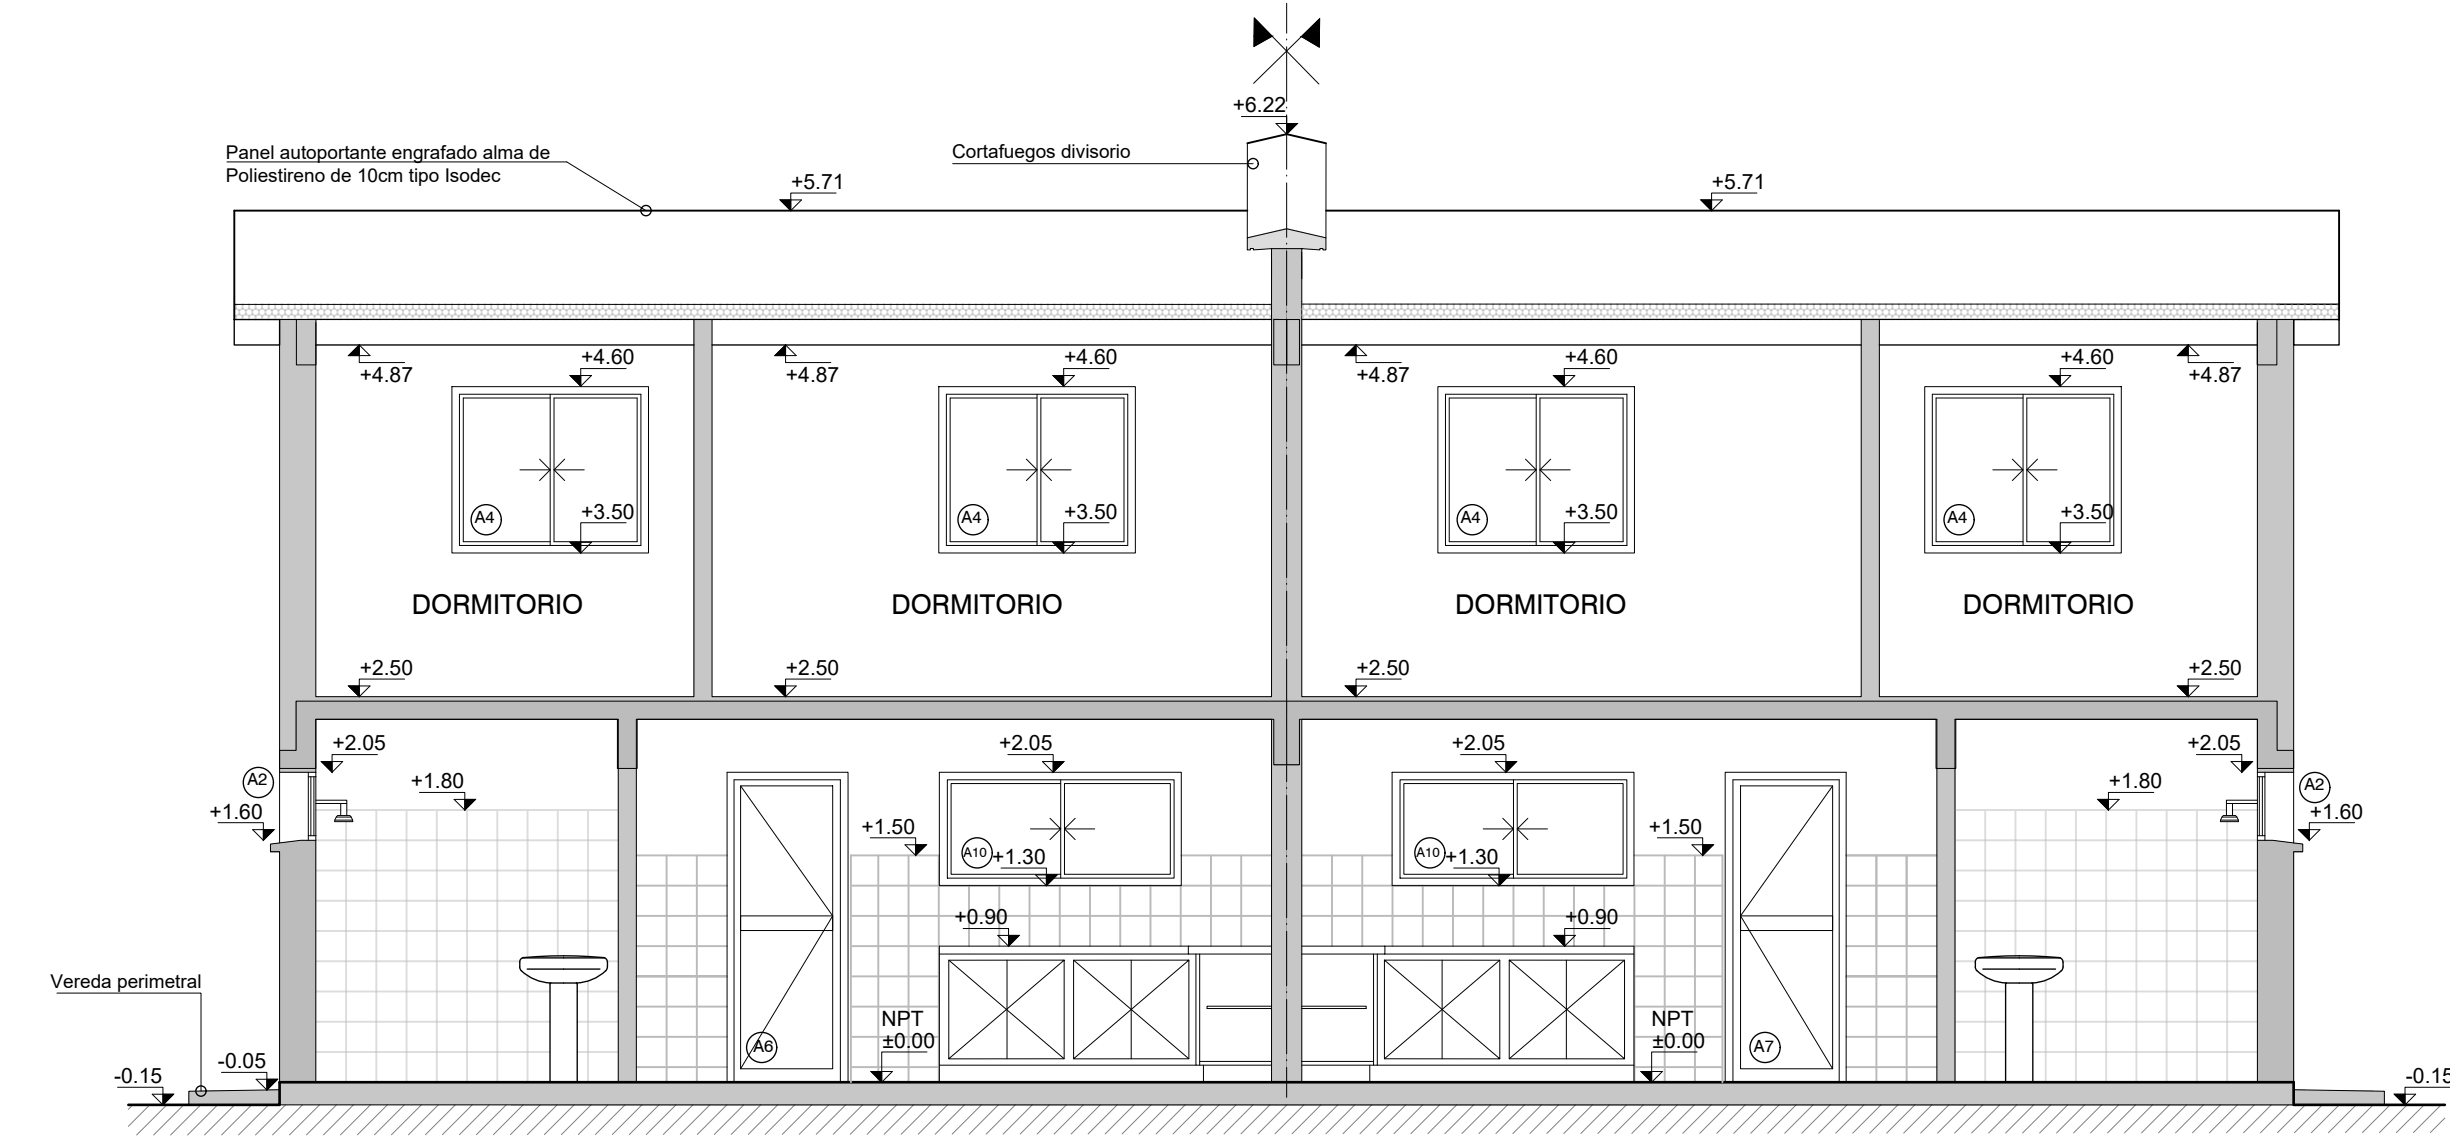 +6.22
Panel autoportante engrafado alma de
Poliestireno de 10cm tipo Isodec
Cortafuegos divisorio
+5.71
+5.71
+4.87
+4.60
+4.87
+4.60
+4.87
+4.60
+4.60
+4.87
A4
+3.50
A4
+3.50
A4
+3.50
A4
+3.50
DORMITORIO
DORMITORIO
DORMITORIO
DORMITORIO
+2.50
+2.50
+2.50
+2.50
+2.05
+2.05
+2.05
+2.05
A2
+1.80
+1.80
A2
+1.60
+1.60
+1.50
A10
+1.30
A10
+1.30
+1.50
+0.90
+0.90
Vereda perimetral
NPT
±0.00
NPT
±0.00
A6
A7
-0.05
-0.15
-0.15